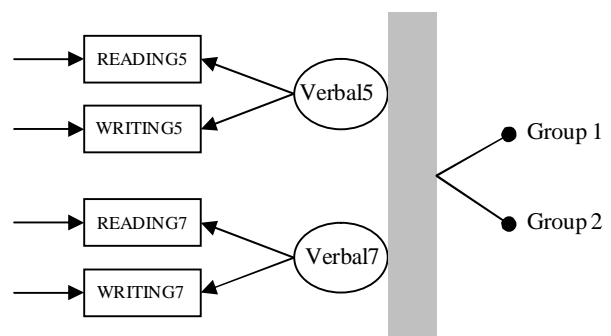 READING5
Verbal5
WRITING5
Group 1
READING7
Group 2
Verbal7
WRITING7